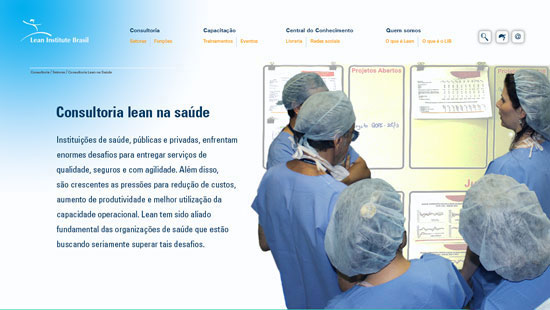 Lean Institute Brasil
Consultoria
Setores | Funções
Capacitação
Treinamentos | Eventos
Central do Conhecimento
Livraria | Redes sociais
Quem somos
O que é Lean | O que é o LIB
Consultoria / Setores / Consultoria Lean na Saúde
Consultoria lean na saúde
Instituições de saúde, públicas e privadas, enfrentam
enormes desafios para entregar serviços de
qualidade, seguros e com agilidade. Além disso,
são crescentes as pressões para redução de custos,
aumento de produtividade e melhor utilização da
capacidade operacional. Lean tem sido aliado
fundamental das organizações de saúde que estão
buscando seriamente superar tais desafios.
Projetos Abertos